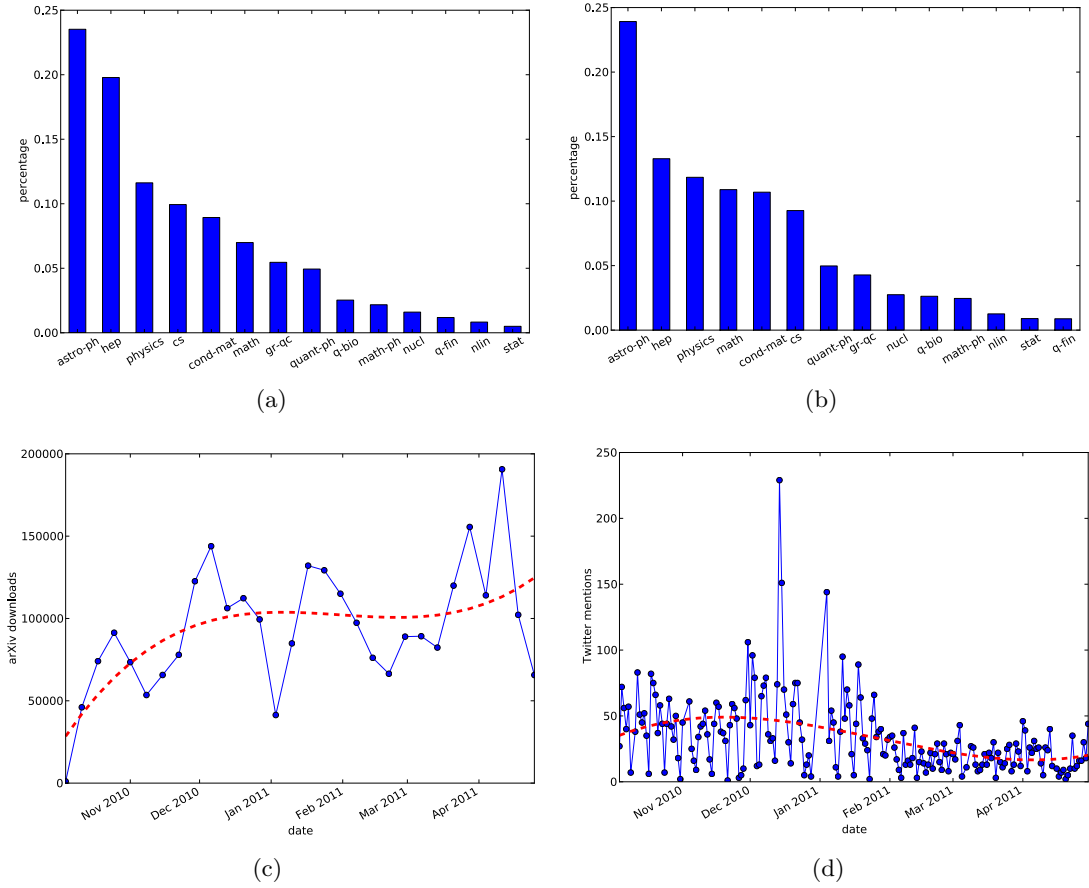 0.25
0.20
0.15
0.10
0.05
0.00
percentage
astro-ph hep physics cs cond-mat math gr-qc quant-ph q-bio math-ph nucl q-fin nlin stat
(a)
0.25
0.20
0.15
0.10
0.05
0.00
percentage
astro-ph hep physics math cond-mat cs quant-ph gr-qc nucl q-bio math-ph nlin stat q-fin
(b)
200000
150000
100000
50000
0
arXiv downloads
Nov 2010 Dec 2010 Jan 2011 Feb 2011 Mar 2011 Apr 2011
date
(c)
250
200
150
100
50
0
Twitter mentions
Nov 2010 Dec 2010 Jan 2011 Feb 2011 Mar 2011 Apr 2011
date
(d)